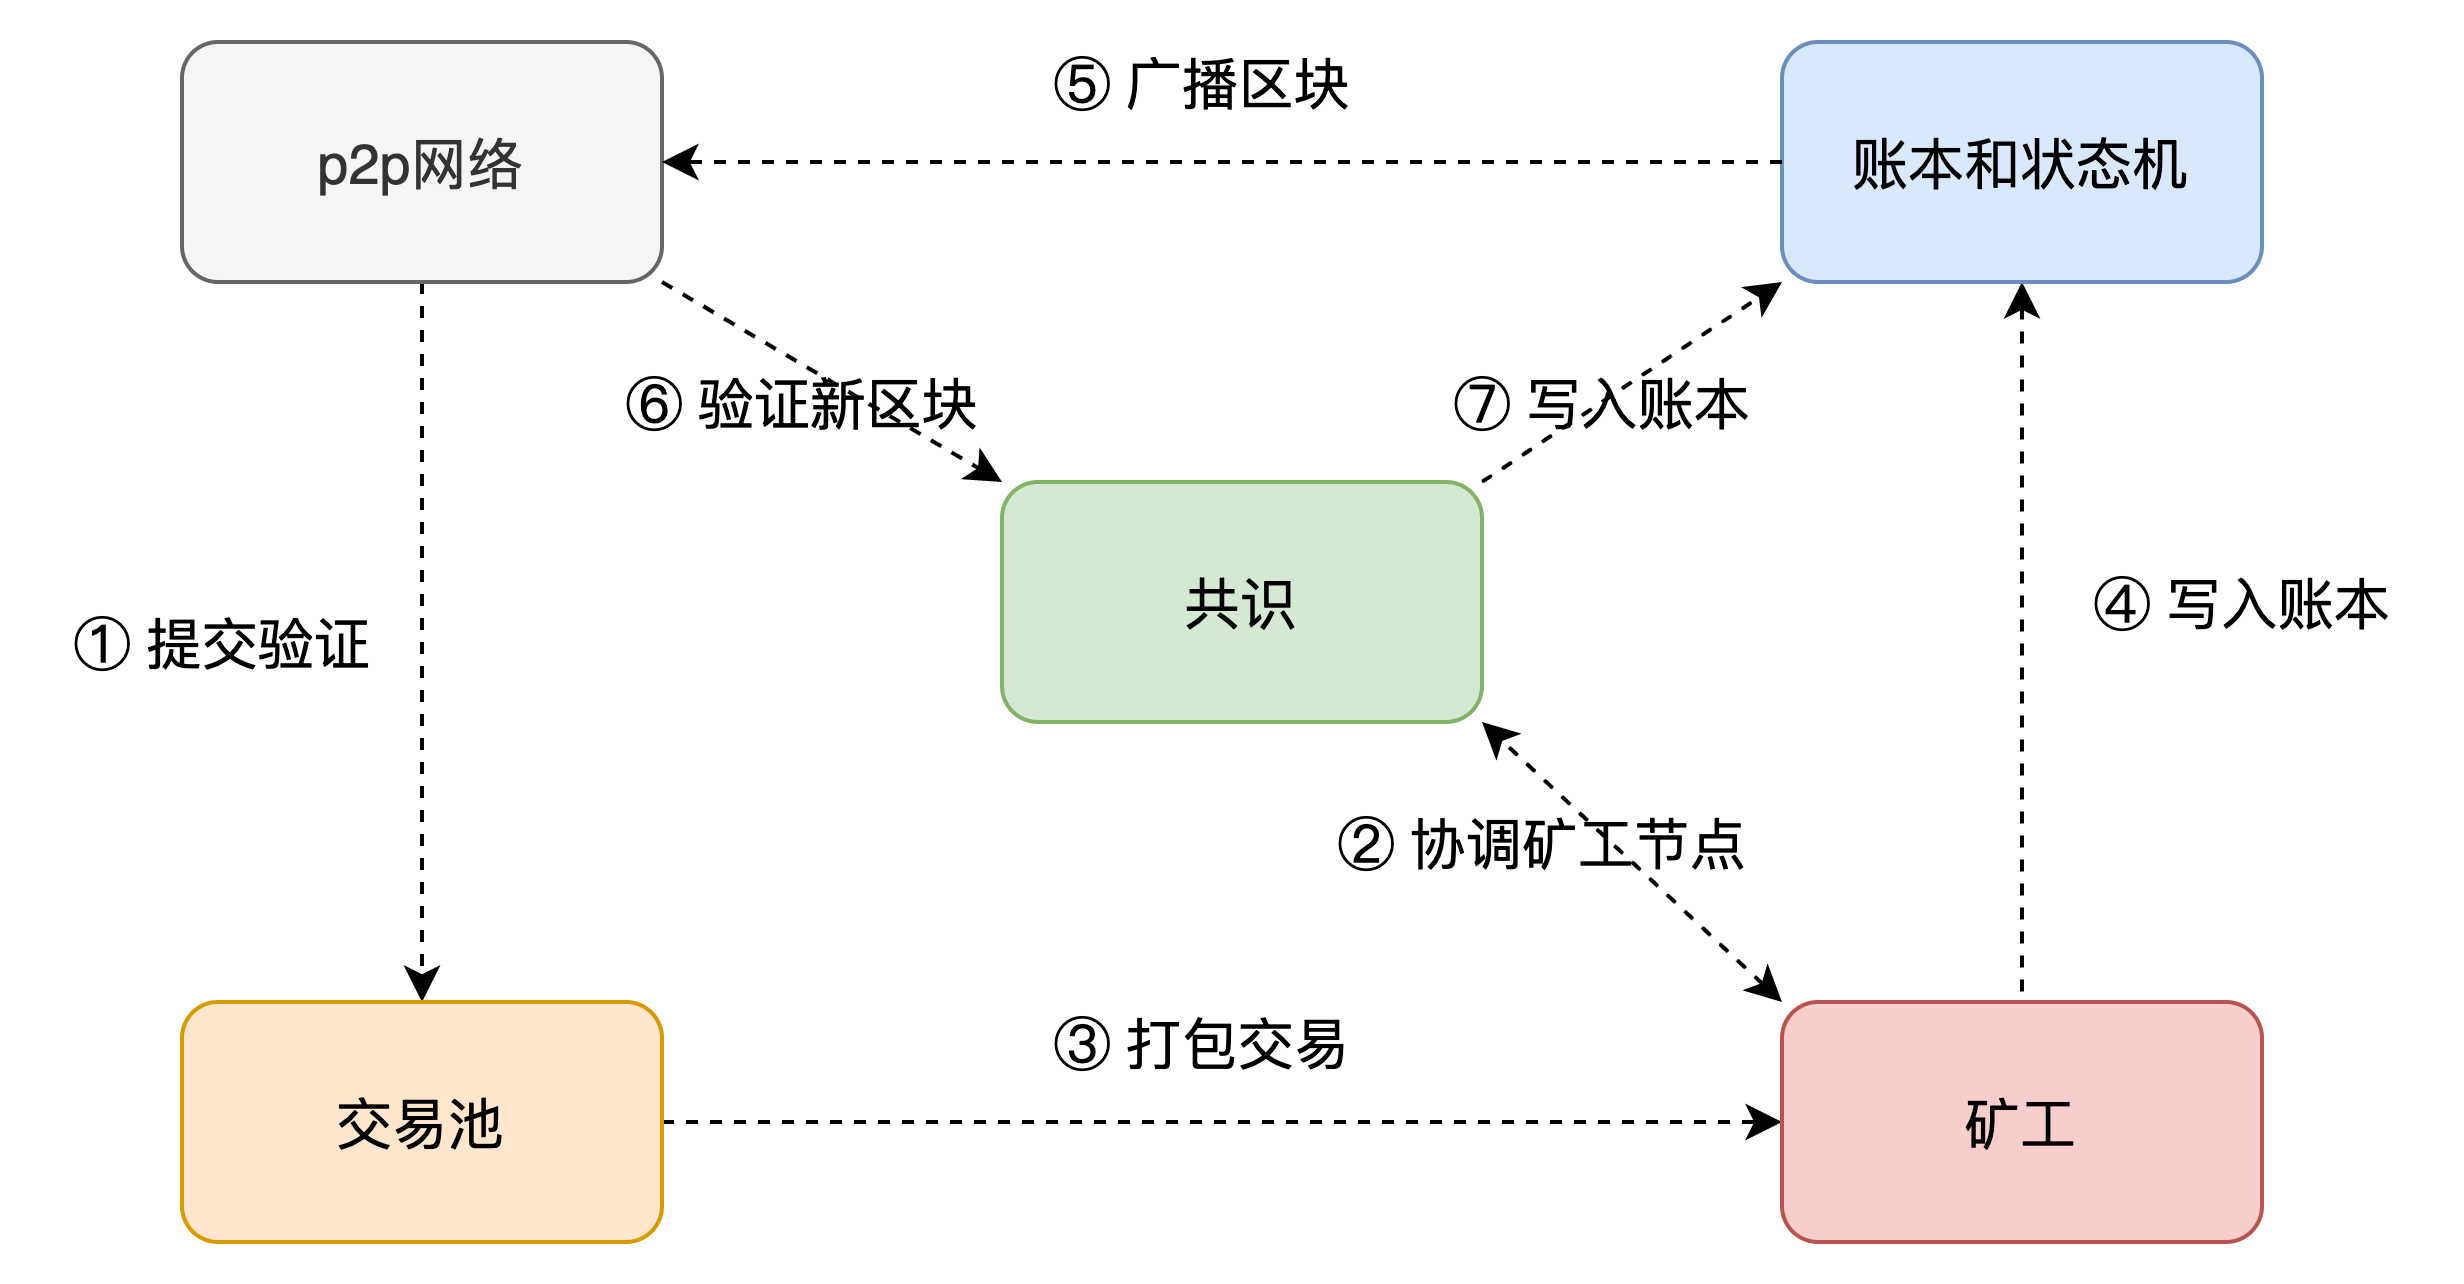 ⑤ 广播区块
p2p网络
账本和状态机
⑥ 验证新区块
⑦ 写入账本
共识
④ 写入账本
① 提交验证
② 协调矿工节点
③ 打包交易
交易池
矿工